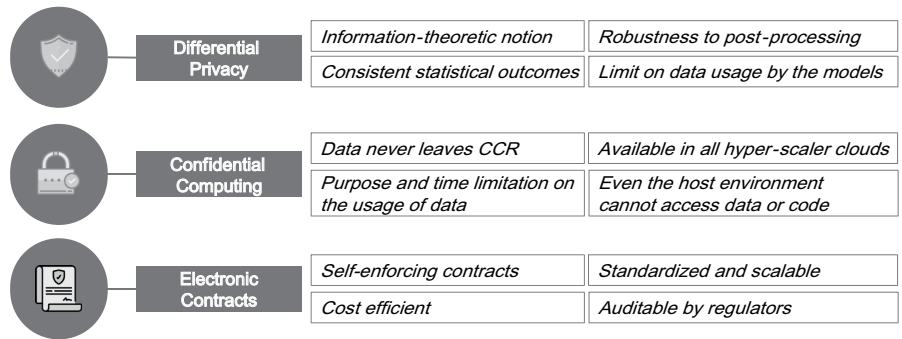 Differential
Privacy
Information-theoretic notion
Robustness to post-processing
Consistent statistical outcomes
Limit on data usage by the models
Confidential
Computing
Data never leaves CCR
Available in all hyper-scaler clouds
Purpose and time limitation on
the usage of data
Even the host environment
cannot access data or code
Electronic
Contracts
Self-enforcing contracts
Standardized and scalable
Cost efficient
Auditable by regulators